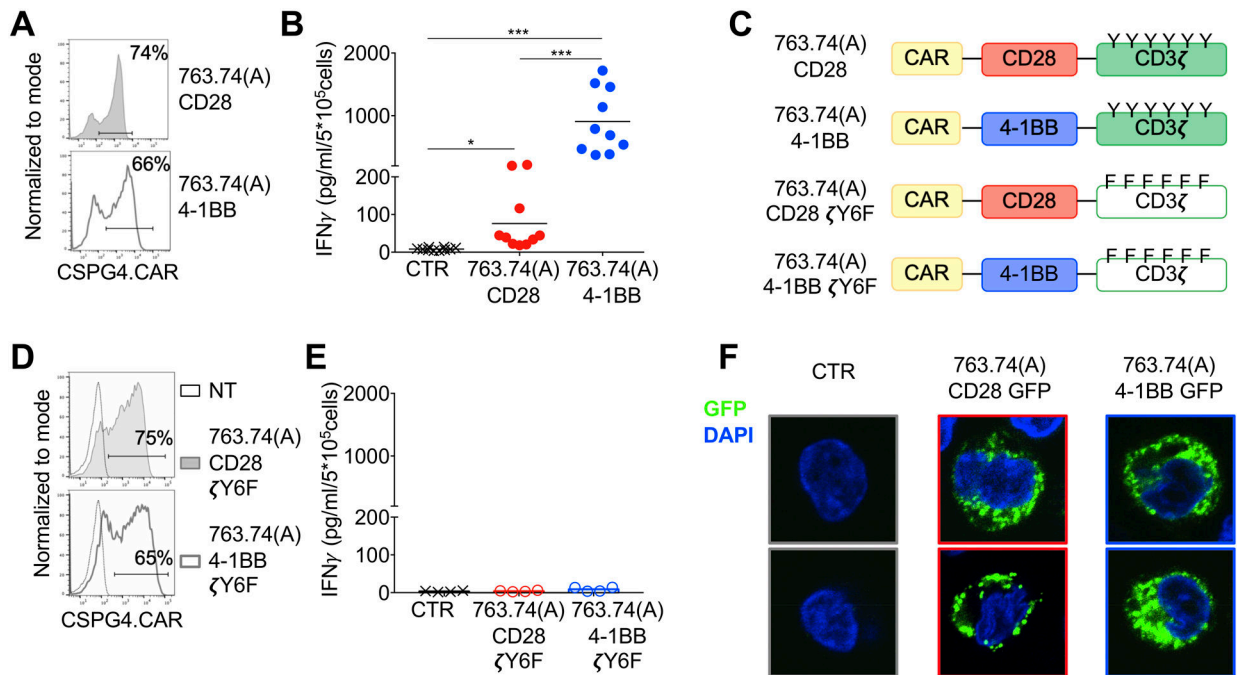 A
Normalized to mode
74%
763.74(A)
CD28
66%
763.74(A)
4-1BB
CSPG4.CAR
B
IFNγ (pg/ml/5*10⁵cells)
***
***
*
2000
1000
200
100
0
CTR
763.74(A)
CD28
763.74(A)
4-1BB
C
763.74(A)
CD28
CAR
CD28
Y Y Y Y Y Y
CD3ζ
763.74(A)
4-1BB
CAR
4-1BB
Y Y Y Y Y Y
CD3ζ
763.74(A)
CD28 ζY6F
CAR
CD28
F F F F F F
CD3ζ
763.74(A)
4-1BB ζY6F
CAR
4-1BB
F F F F F F
CD3ζ
D
Normalized to mode
75%
65%
NT
763.74(A)
CD28
ζY6F
763.74(A)
4-1BB
ζY6F
CSPG4.CAR
E
IFNγ (pg/ml/5*10⁵cells)
2000
1000
200
100
0
CTR
763.74(A)
CD28
ζY6F
763.74(A)
4-1BB
ζY6F
F
GFP
DAPI
CTR
763.74(A)
CD28 GFP
763.74(A)
4-1BB GFP